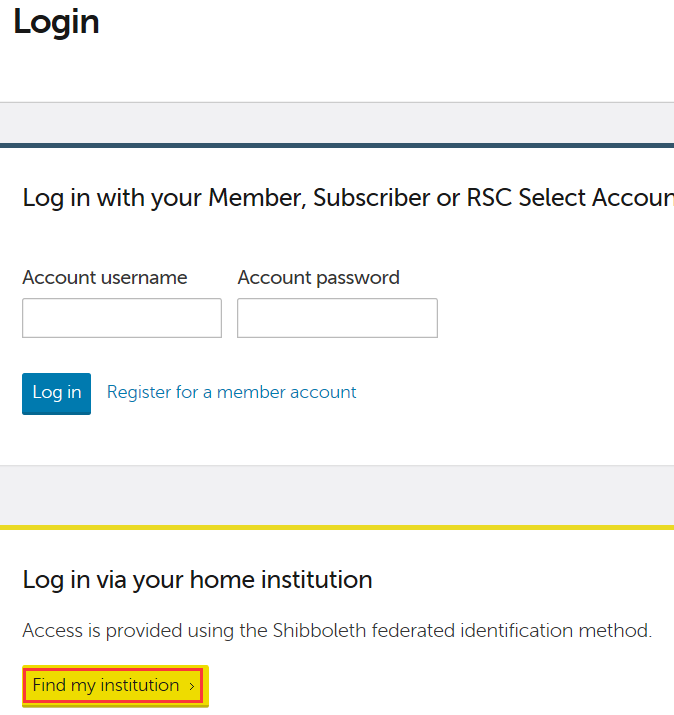 Login
Log in with your Member, Subscriber or RSC Select Accoun
Account username
Account password
Log in
Register for a member account
Log in via your home institution
Access is provided using the Shibboleth federated identification method.
Find my institution ›